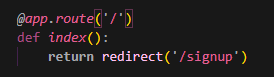 @app.route('/')
def index():
    return redirect('/signup')